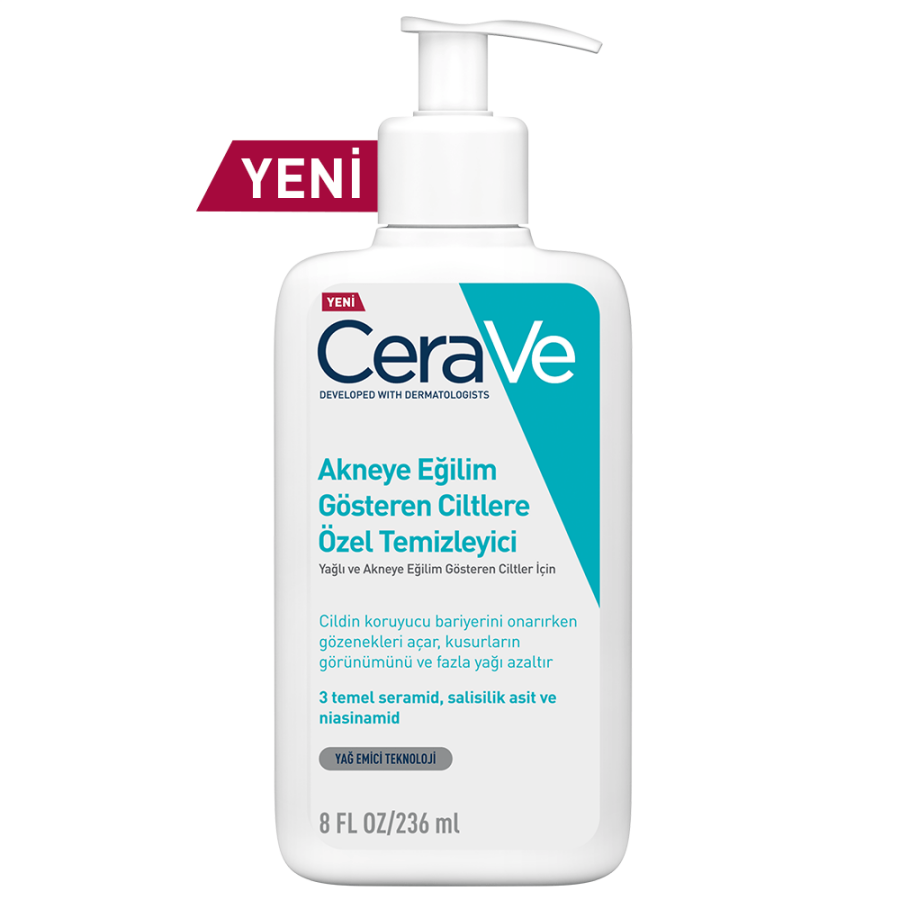 YENİ
YENİ
CeraVe
DEVELOPED WITH DERMATOLOGISTS
Akneye Eğilim
Gösteren Ciltlere
Özel Temizleyici
Yağlı ve Akneye Eğilim Gösteren Ciltler İçin
Cildin koruyucu bariyerini onarırken
gözenekleri açar, kusurların
görünümünü ve fazla yağı azaltır
3 temel seramid, salisilik asit ve
niasinamid
YAĞ EMİCİ TEKNOLOJİ
8 FL OZ/236 ml